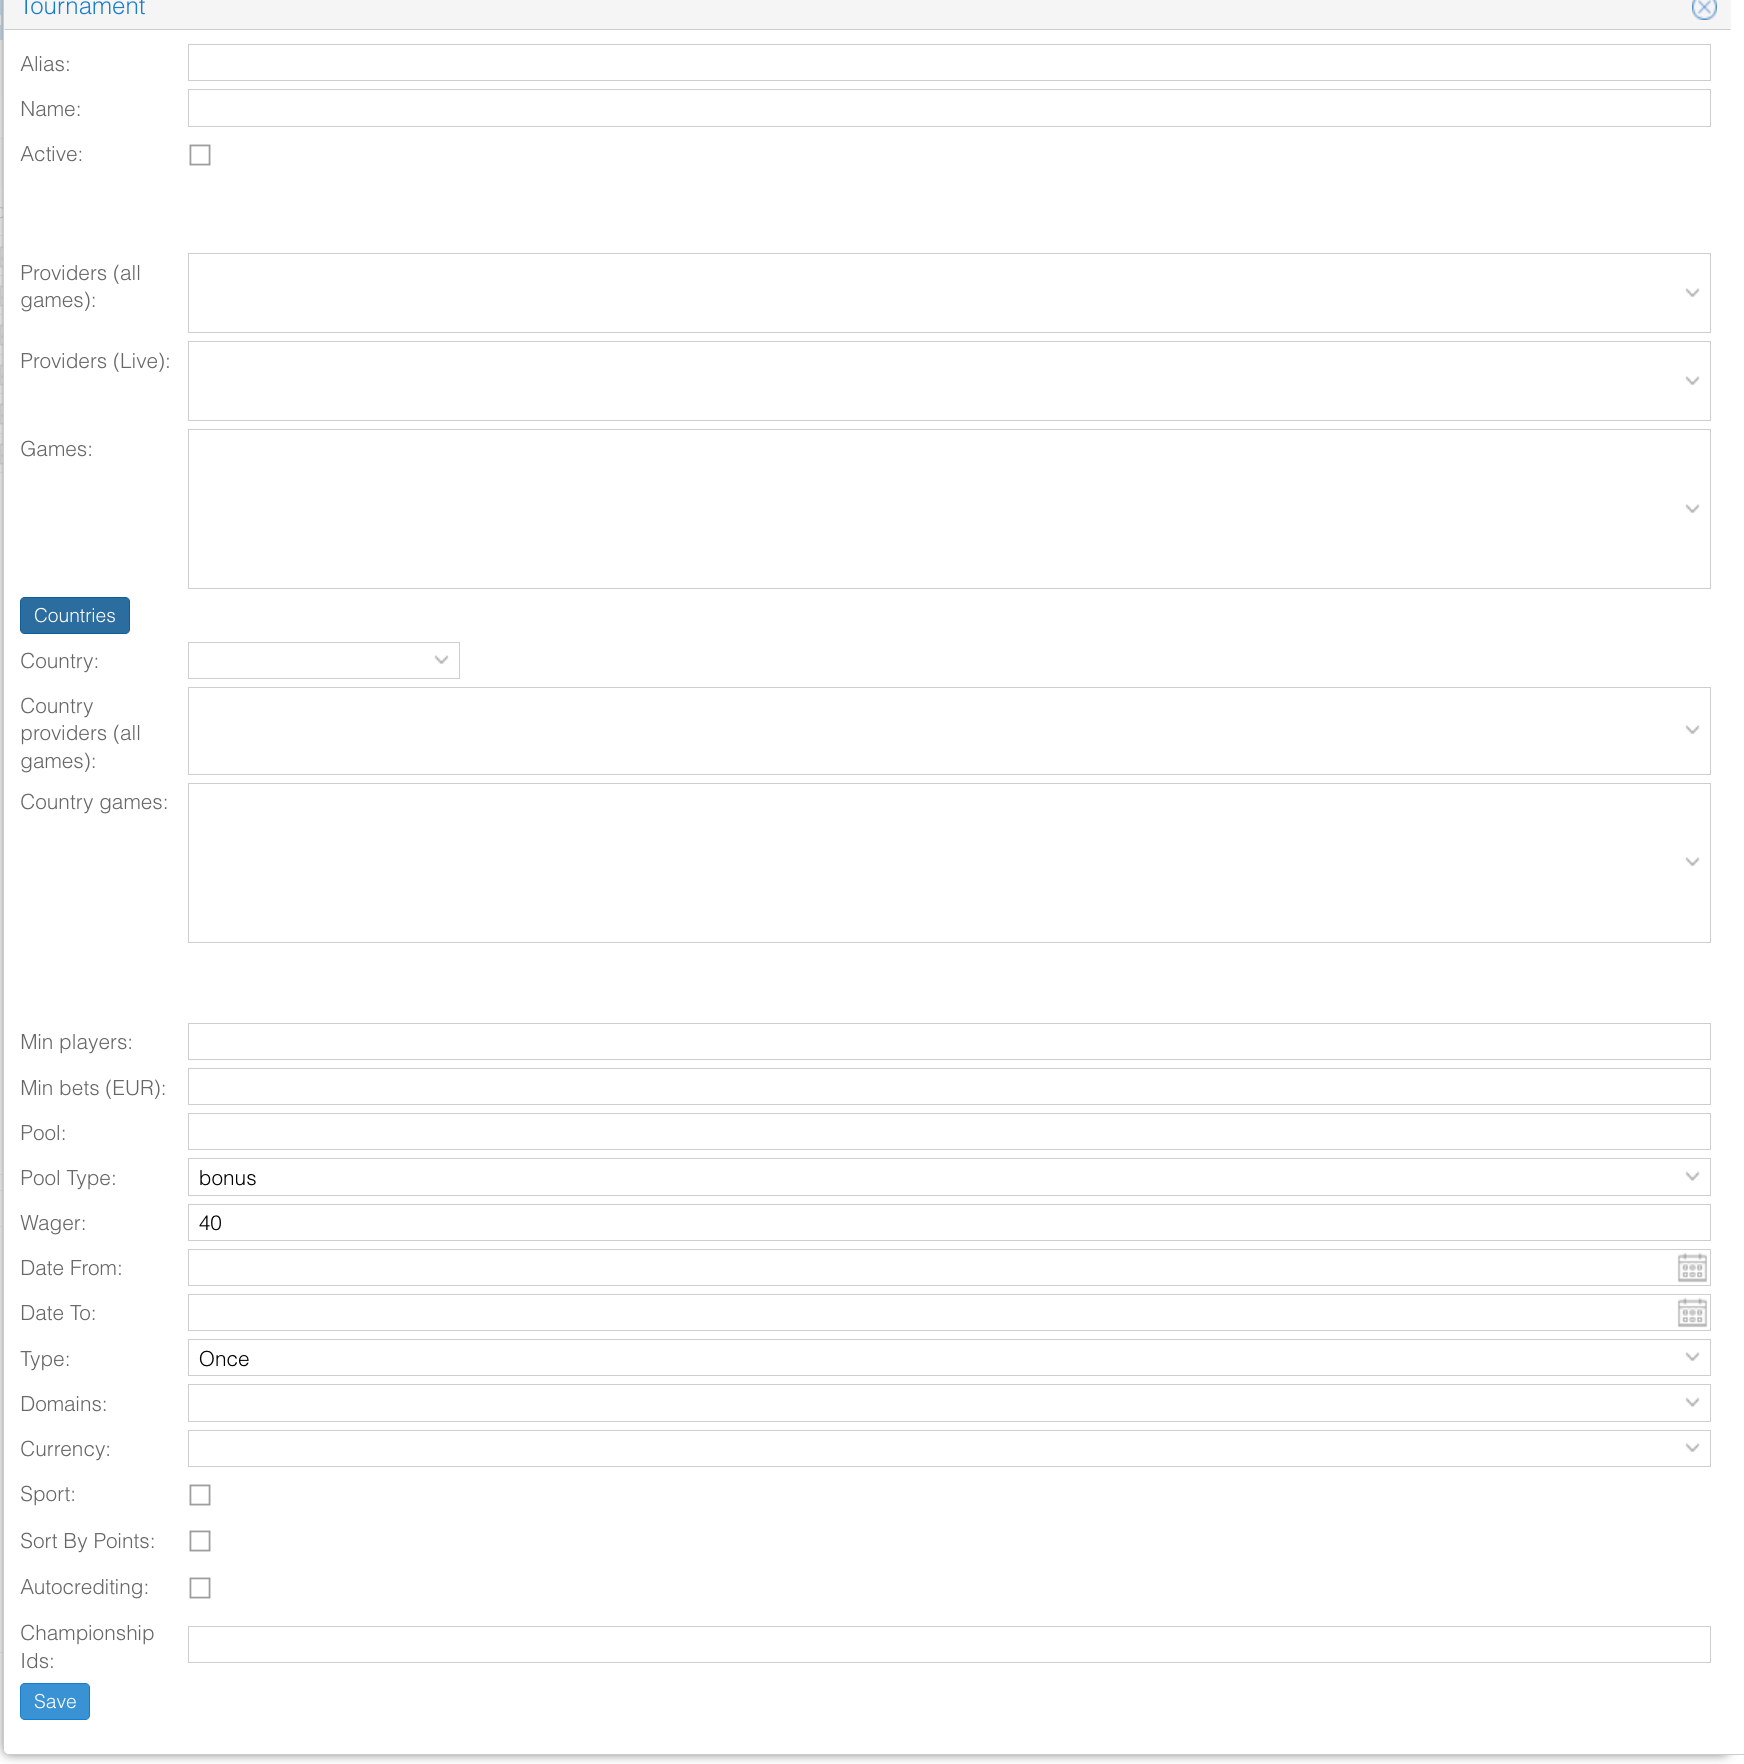 Tournament
Alias:
Name:
Active:
Providers (all
games):
Providers (Live):
Games:
Countries
Country:
Country
providers (all
games):
Country games:
Min players:
Min bets (EUR):
Pool:
Pool Type:
bonus
Wager:
40
Date From:
Date To:
Type:
Once
Domains:
Currency:
Sport:
Sort By Points:
Autocrediting:
Championship
Ids:
Save